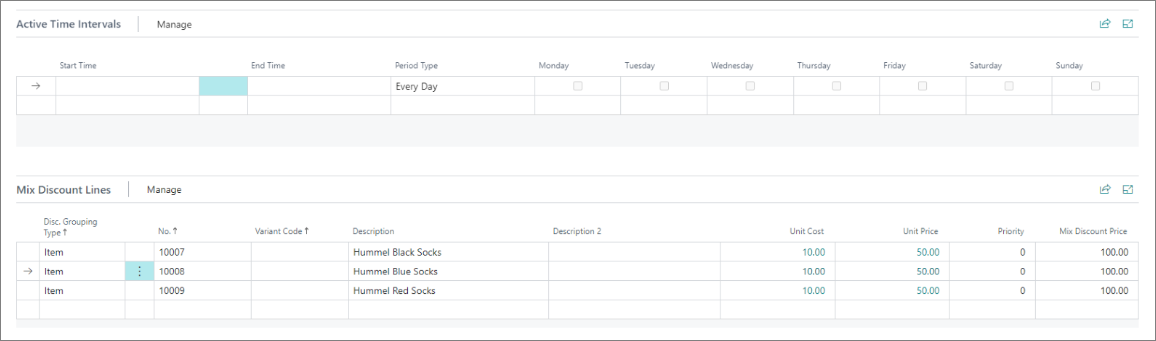 Active Time Intervals Manage
Start Time End Time Period Type Monday Tuesday Wednesday Thursday Friday Saturday Sunday
→ Every Day
Mix Discount Lines Manage
Disc. Grouping
Type ↑ No. ↑ Variant Code ↑ Description Description 2 Unit Cost Unit Price Priority Mix Discount Price
Item 10007 Hummel Black Socks 10.00 50.00 0 100.00
→ Item 10008 Hummel Blue Socks 10.00 50.00 0 100.00
Item 10009 Hummel Red Socks 10.00 50.00 0 100.00